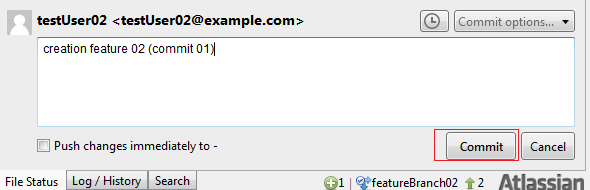 testUser02 <testUser02@example.com>
Commit options...
creation feature 02 (commit 01)
Push changes immediately to -
Commit
Cancel
File Status
Log / History
Search
1
featureBranch02
2
Atlassian